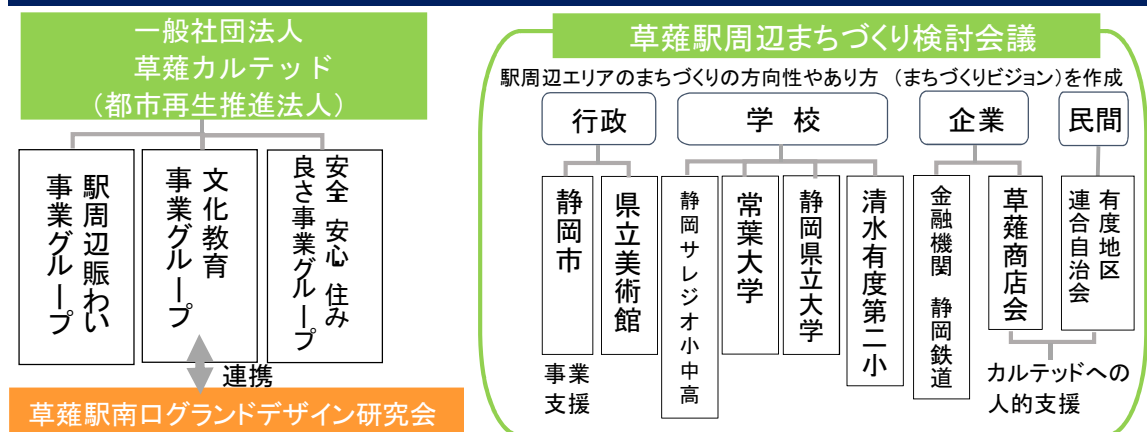 一般社団法人
草薙カルテッド
（都市再生推進法人）
駅周辺賑わい
事業グループ
文化教育
事業グループ
安全 安心 住み
良さ事業グループ
連携
草薙駅南ログランドデザイン研究会
草薙駅周辺まちづくり検討会議
駅周辺エリアのまちづくりの方向性やあり方 （まちづくりビジョン）を作成
行政
学 校
企業
民間
静岡市
県立美術館
静岡サレジオ小中高
常葉大学
静岡県立大学
清水有度第二小
金融機関 静岡鉄道
草薙商店会
有度地区
連合自治会
事業
支援
カルテッドへの
人的支援